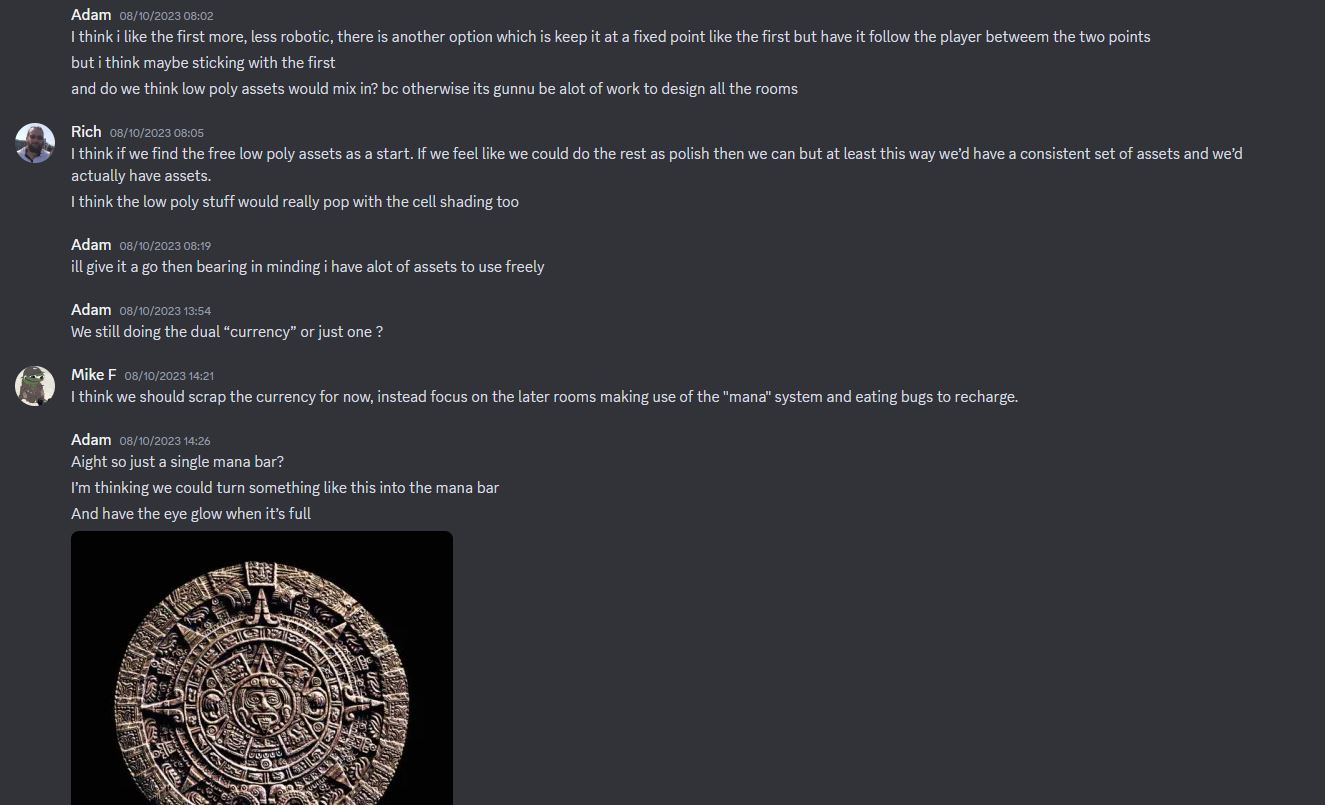 Adam 08/10/2023 08:02
I think i like the first more, less robotic, there is another option which is keep it at a fixed point like the first but have it follow the player betweem the two points
but i think maybe sticking with the first
and do we think low poly assets would mix in? bc otherwise its gunnu be alot of work to design all the rooms
Rich 08/10/2023 08:05
I think if we find the free low poly assets as a start. If we feel like we could do the rest as polish then we can but at least this way we’d have a consistent set of assets and we’d
actually have assets.
I think the low poly stuff would really pop with the cell shading too
Adam 08/10/2023 08:19
ill give it a go then bearing in minding i have alot of assets to use freely
Adam 08/10/2023 13:54
We still doing the dual “currency” or just one ?
Mike F 08/10/2023 14:21
I think we should scrap the currency for now, instead focus on the later rooms making use of the "mana" system and eating bugs to recharge.
Adam 08/10/2023 14:26
Aight so just a single mana bar?
I’m thinking we could turn something like this into the mana bar
And have the eye glow when it’s full